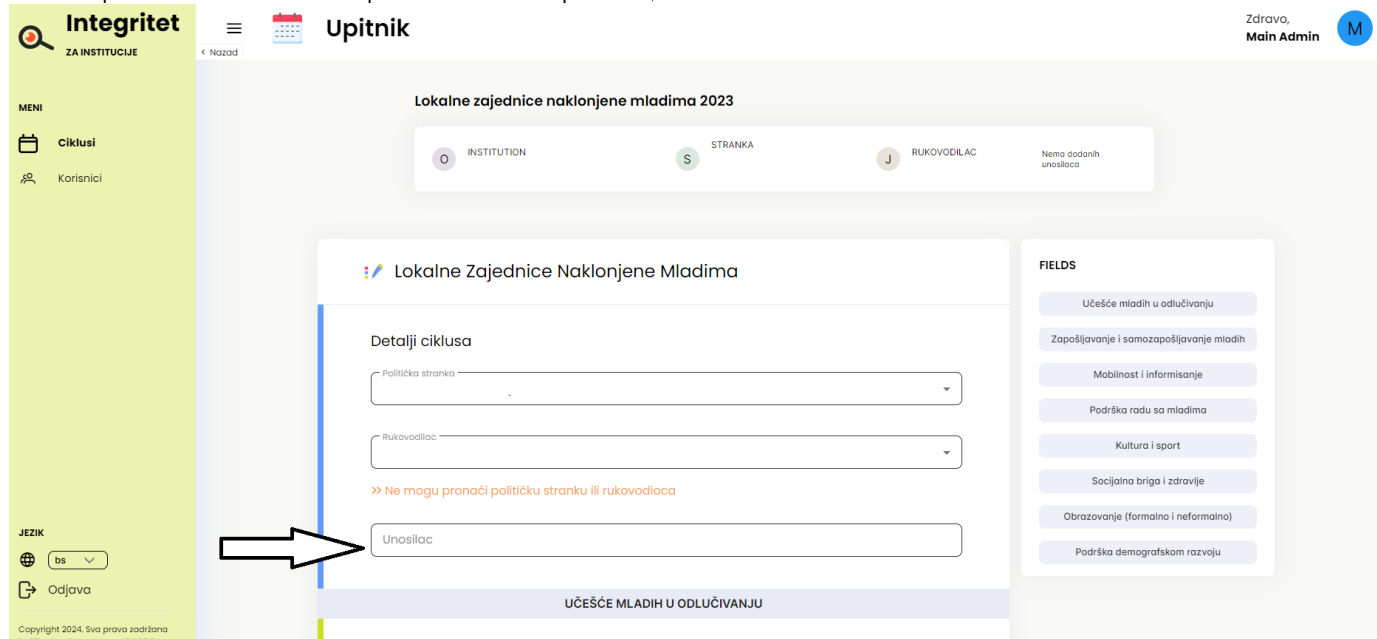 Integritet
ZA INSTITUCIJE
< Nazad
Upitnik
Zdravo,
Main Admin
M
MENI
Ciklusi
Korisnici
Lokalne zajednice naklonjene mladima 2023
O INSTITUTION
S STRANKA
J RUKOVODILAC
Nema dodanih
unosilaca
Lokalne Zajednice Naklonjene Mladima
Detalji ciklusa
Politička stranka
Rukovodilac
>> Ne mogu pronaći političku stranku ili rukovodioca
Unosilac
UČEŠĆE MLADIH U ODLUČIVANJU
FIELDS
Učešće mladih u odlučivanju
Zapošljavanje i samozapošljavanje mladih
Mobilnost i informisanje
Podrška radu sa mladima
Kultura i sport
Socijalna briga i zdravlje
Obrazovanje (formalno i neformalno)
Podrška demografskom razvoju
JEZIK
bs
Odjava
Copyright 2024. Sva prava zadržana